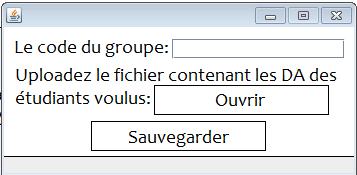 Le code du groupe:
Uploadez le fichier contenant les DA des
étudiants voulus: Ouvrir
Sauvegarder